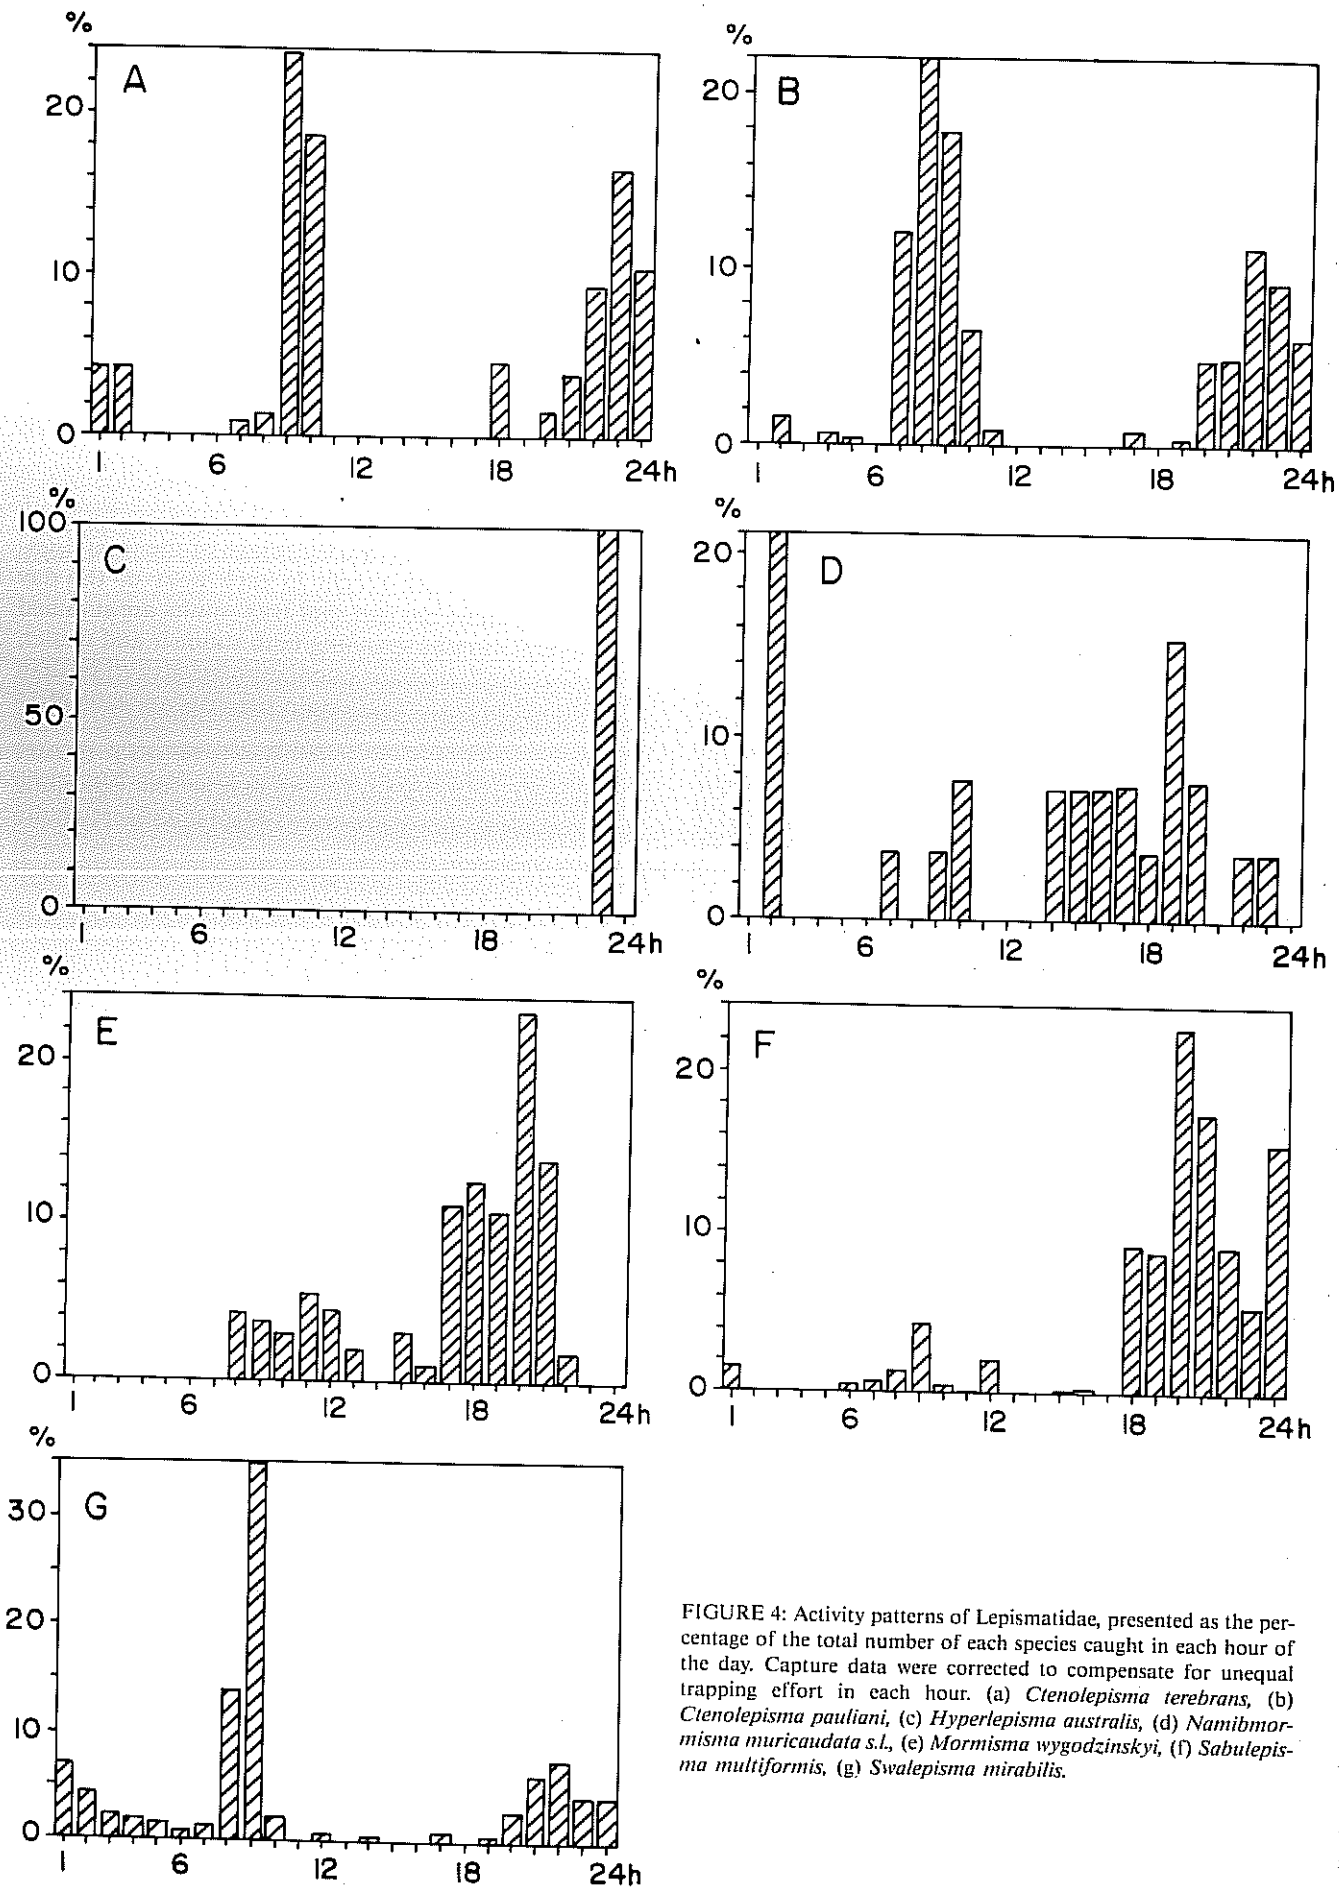 %
A
20
10
0
1 6 12 18 24h
%
B
20
10
0
1 6 12 18 24h
%
C
100
50
0
1 6 12 18 24h
%
D
20
10
0
1 6 12 18 24h
%
E
20
10
0
1 6 12 18 24h
%
F
20
10
0
1 6 12 18 24h
%
G
30
20
10
0
1 6 12 18 24h
FIGURE 4: Activity patterns of Lepismatidae, presented as the per-
centage of the total number of each species caught in each hour of
the day. Capture data were corrected to compensate for unequal
trapping effort in each hour. (a) Ctenolepisma terebrans, (b)
Ctenolepisma pauliani, (c) Hyperlepisma australis, (d) Namibmor-
misma muricaudata s.l., (e) Mormisma wygodzinskyi, (f) Sabulepis-
ma multiformis, (g) Swalepisma mirabilis.